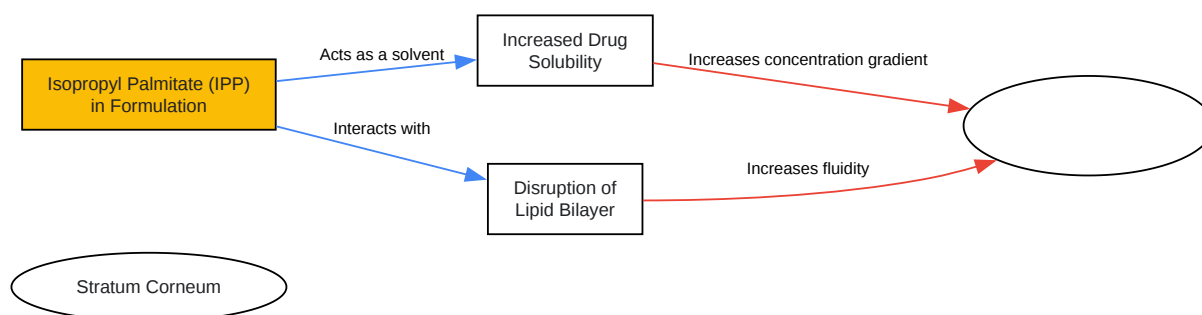 Isopropyl Palmitate (IPP)
in Formulation
Acts as a solvent
Interacts with
Increased Drug
Solubility
Disruption of
Lipid Bilayer
Increases concentration gradient
Increases fluidity
Stratum Corneum